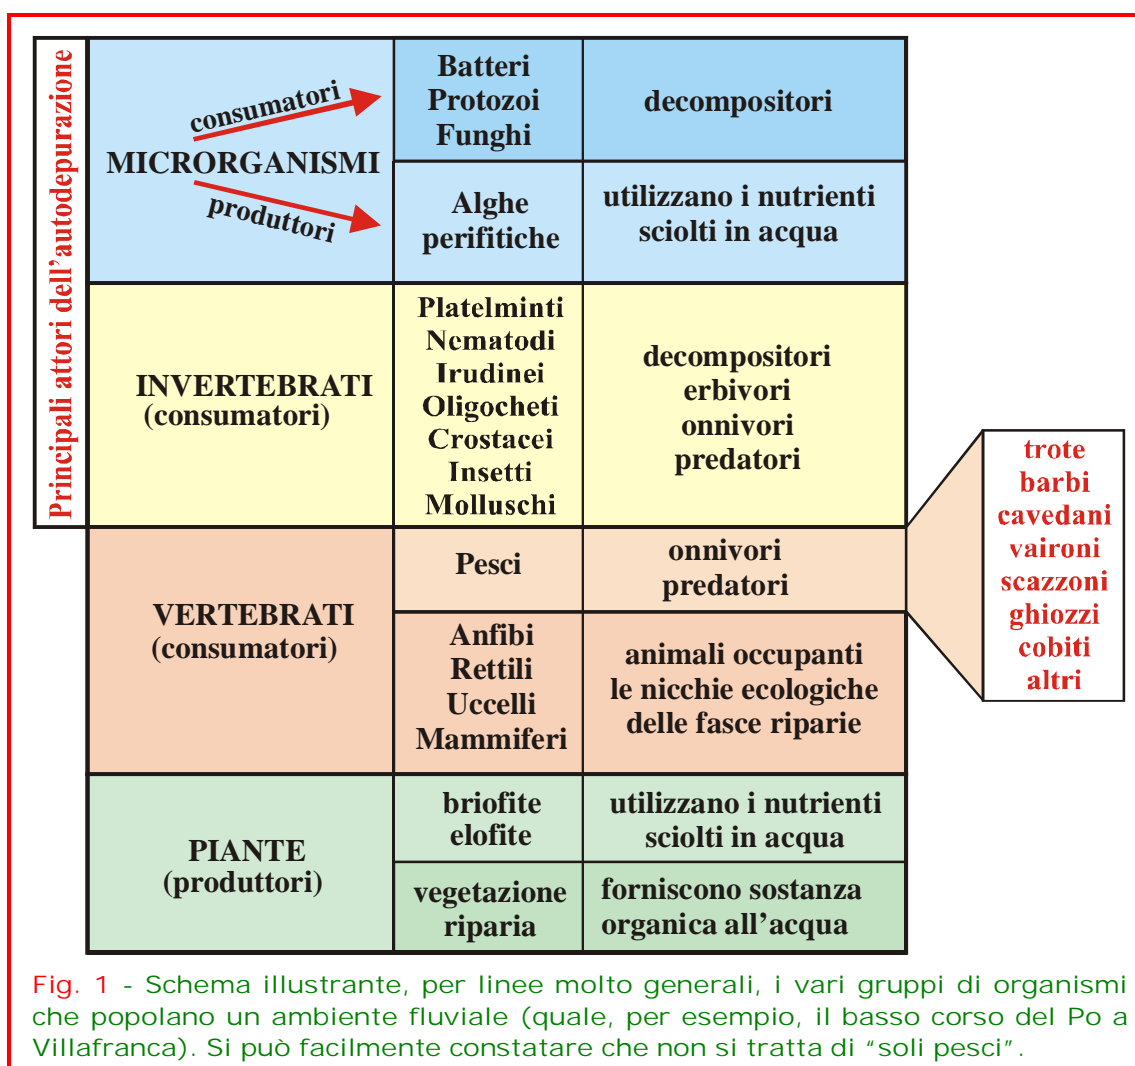 Principali attori dell'autodepurazione
MICRORGANISMI
consumatori
produttori
Batteri
Protozoi
Funghi
decompositori
Alghe
perifitiche
utilizzano i nutrienti
sciolti in acqua
INVERTEBRATI
(consumatori)
Platelminti
Nematodi
Irudinei
Oligocheti
Crostacei
Insetti
Molluschi
decompositori
erbivori
onnivori
predatori
VERTEBRATI
(consumatori)
Pesci
onnivori
predatori
trote
barbi
cavedani
vaironi
scazzoni
ghiozzi
cobiti
altri
Anfibi
Rettili
Uccelli
Mammiferi
animali occupanti
le nicchie ecologiche
delle fasce riparie
PIANTE
(produttori)
briofite
elofite
utilizzano i nutrienti
sciolti in acqua
vegetazione
riparia
forniscono sostanza
organica all'acqua
Fig. 1 - Schema illustrante, per linee molto generali, i vari gruppi di organismi
che popolano un ambiente fluviale (quale, per esempio, il basso corso del Po a
Villafranca). Si può facilmente constatare che non si tratta di “soli pesci”.